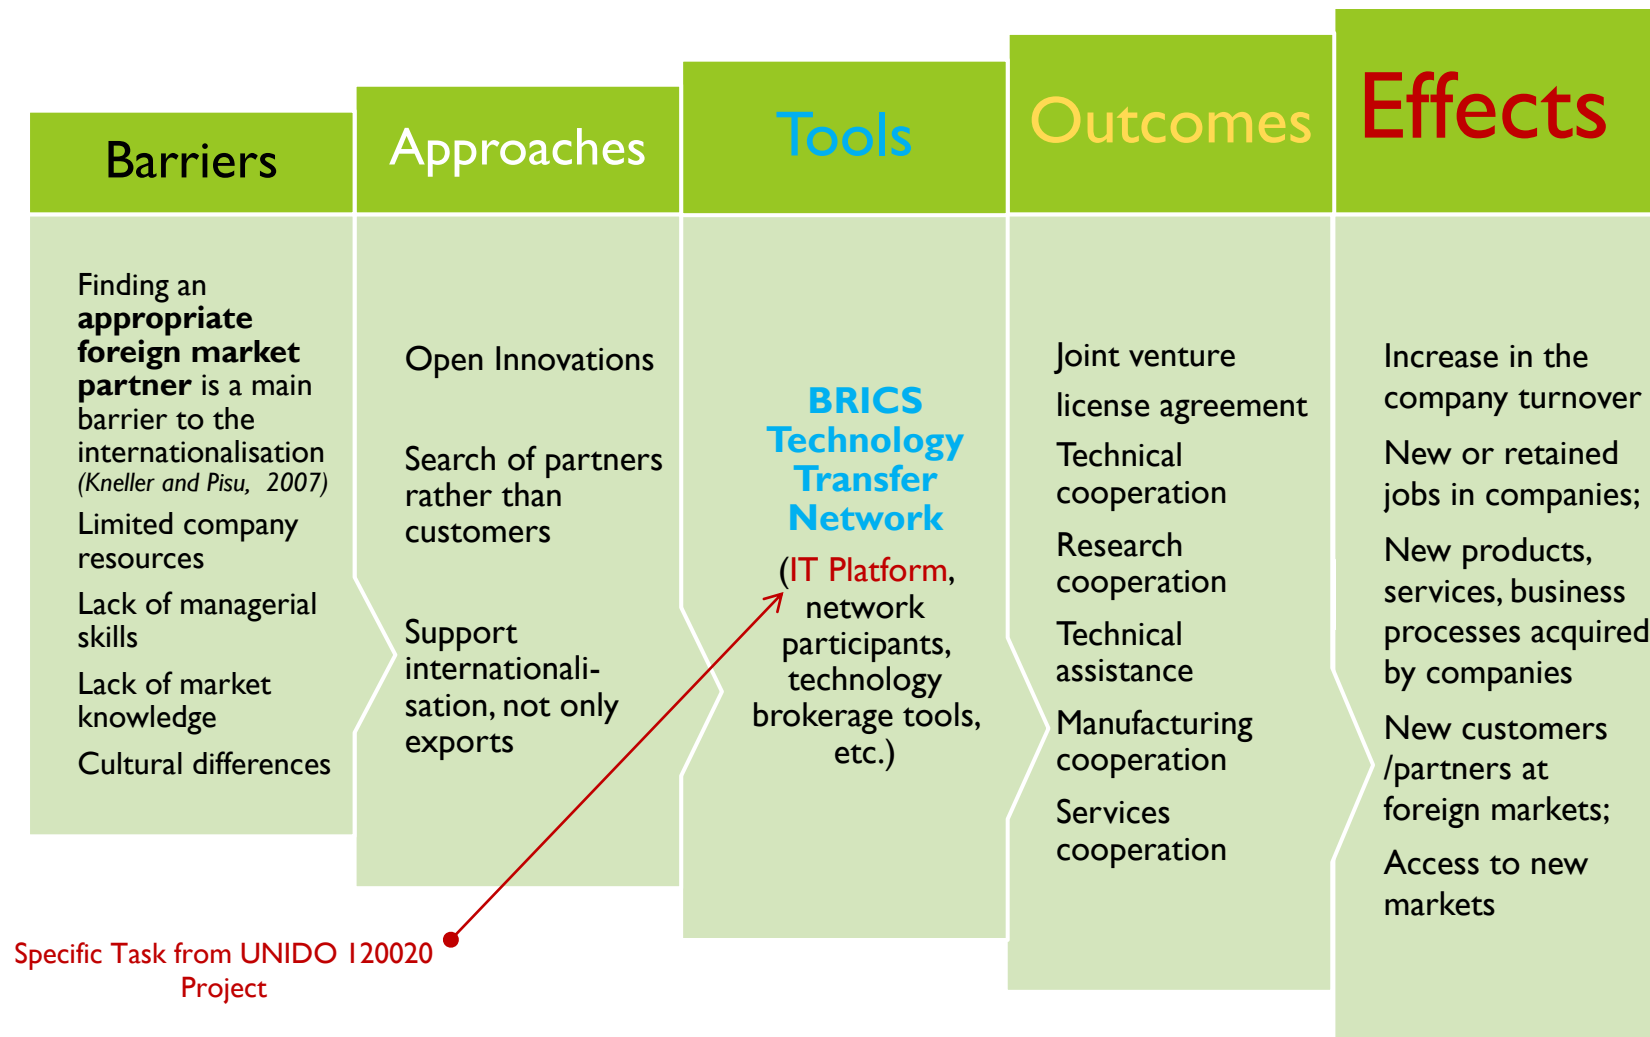 Barriers
Finding an
appropriate
foreign market
partner is a main
barrier to the
internationalisation
(Kneller and Pisu, 2007)
Limited company
resources
Lack of managerial
skills
Lack of market
knowledge
Cultural differences
Approaches
Open Innovations
Search of partners
rather than
customers
Support
internationali-
sation, not only
exports
Tools
BRICS
Technology
Transfer
Network
(IT Platform,
network
participants,
technology
brokerage tools,
etc.)
Outcomes
Joint venture
license agreement
Technical
cooperation
Research
cooperation
Technical
assistance
Manufacturing
cooperation
Services
cooperation
Effects
Increase in the
company turnover
New or retained
jobs in companies;
New products,
services, business
processes acquired
by companies
New customers
/partners at
foreign markets;
Access to new
markets
Specific Task from UNIDO 120020
Project